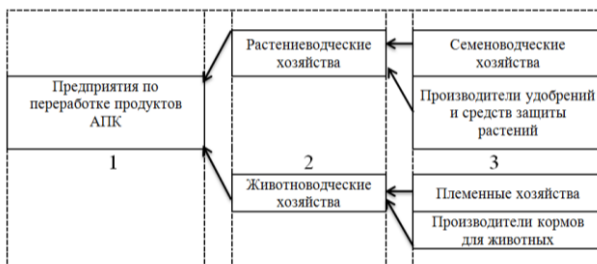 Предприятия по
переработке продуктов
АПК
1
Растениеводческие
хозяйства
2
Животноводческие
хозяйства
Семеноводческие
хозяйства
Производители удобрений
и средств защиты
растений
3
Племенные хозяйства
Производители кормов
для животных